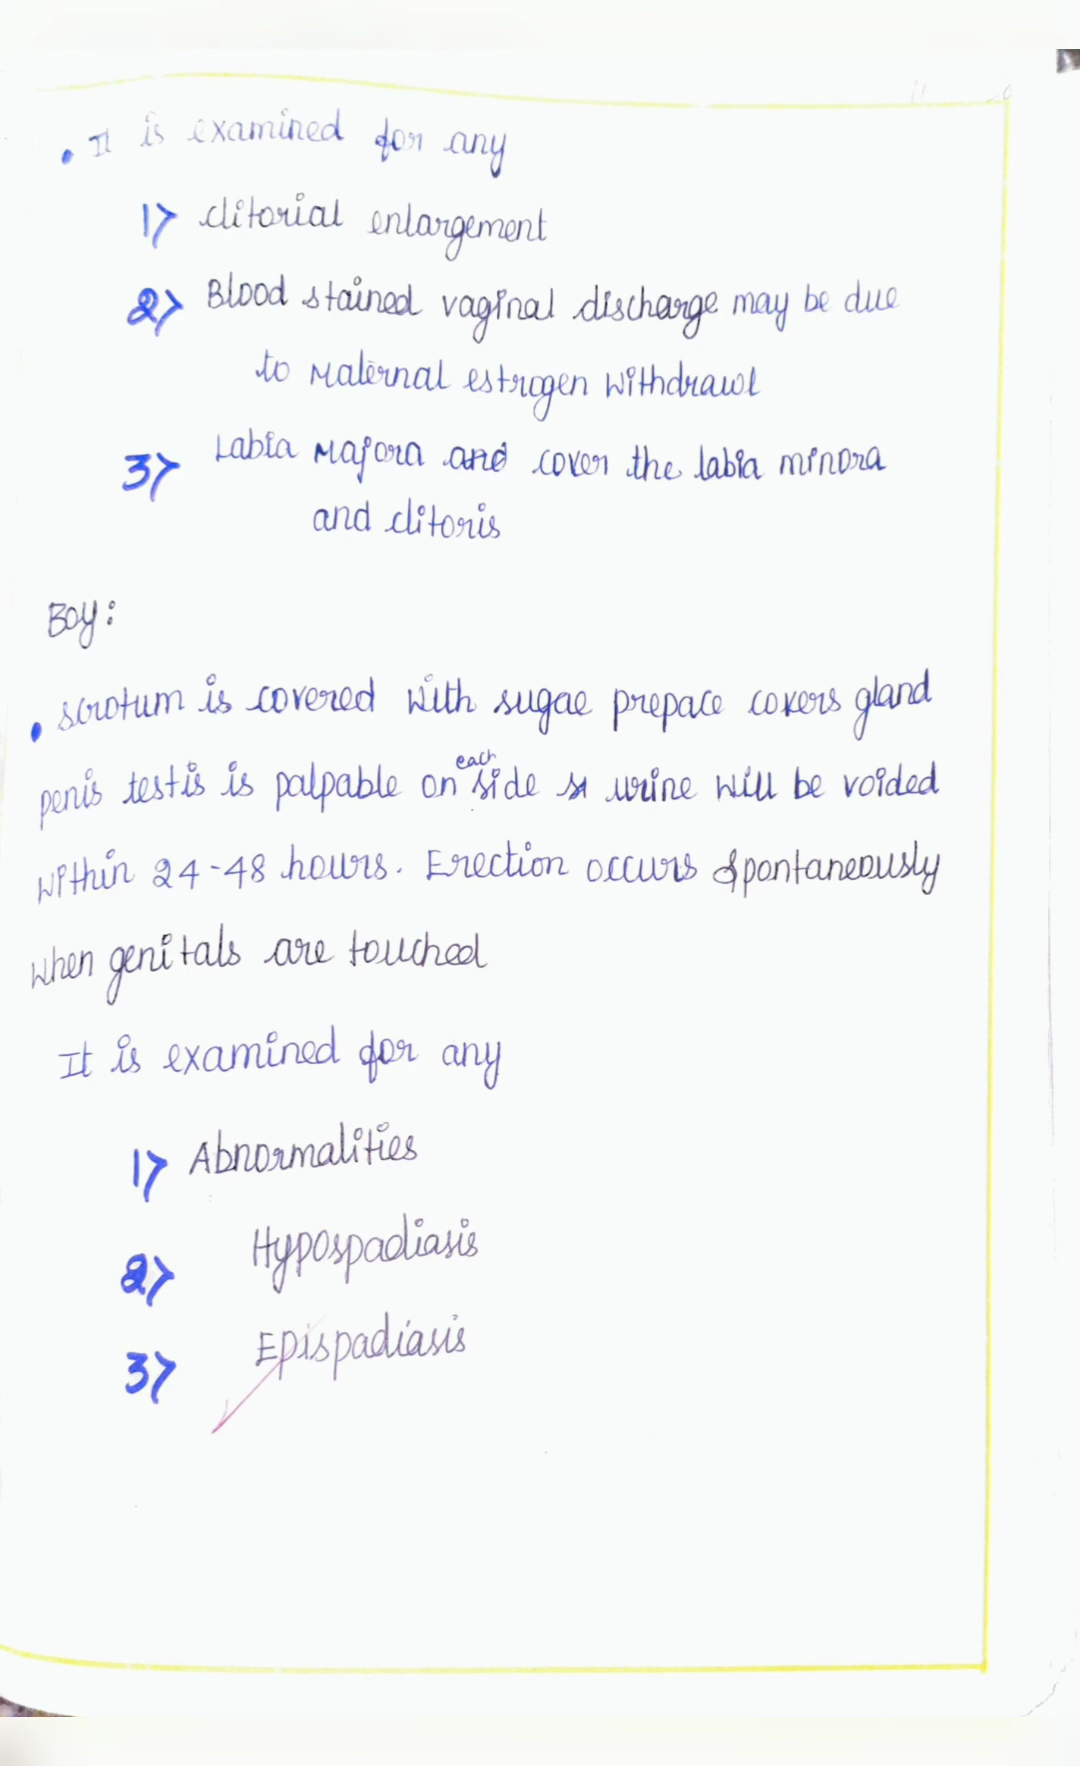 • It is examined for any
1) clitorial enlargement
2) Blood stained vaginal discharge may be due
to Maternal estrogen withdrawl
3) Labia Majora and cover the labia minora
and clitoris
Boy:
• scrotum is covered with sugae prepace covers gland
each
penis testis is palpable on side urine will be voided
within 24-48 hours. Erection occurs spontaneously
when genitals are touched
It is examined for any
1) Abnormalities
2) Hypospadiasis
3) Epispadiasis